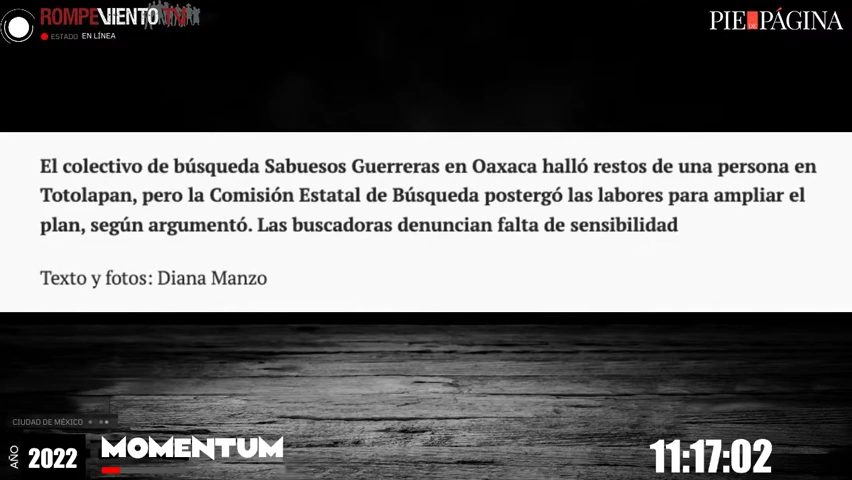 ROMPEVIENTO TV
ESTADO EN LÍNEA
PIE DE PÁGINA
El colectivo de búsqueda Sabuesos Guerreras en Oaxaca halló restos de una persona en
Totolapan, pero la Comisión Estatal de Búsqueda postergó las labores para ampliar el
plan, según argumentó. Las buscadoras denuncian falta de sensibilidad
Texto y fotos: Diana Manzo
CIUDAD DE MÉXICO
AÑO 2022 MOMENTUM 11:17:02